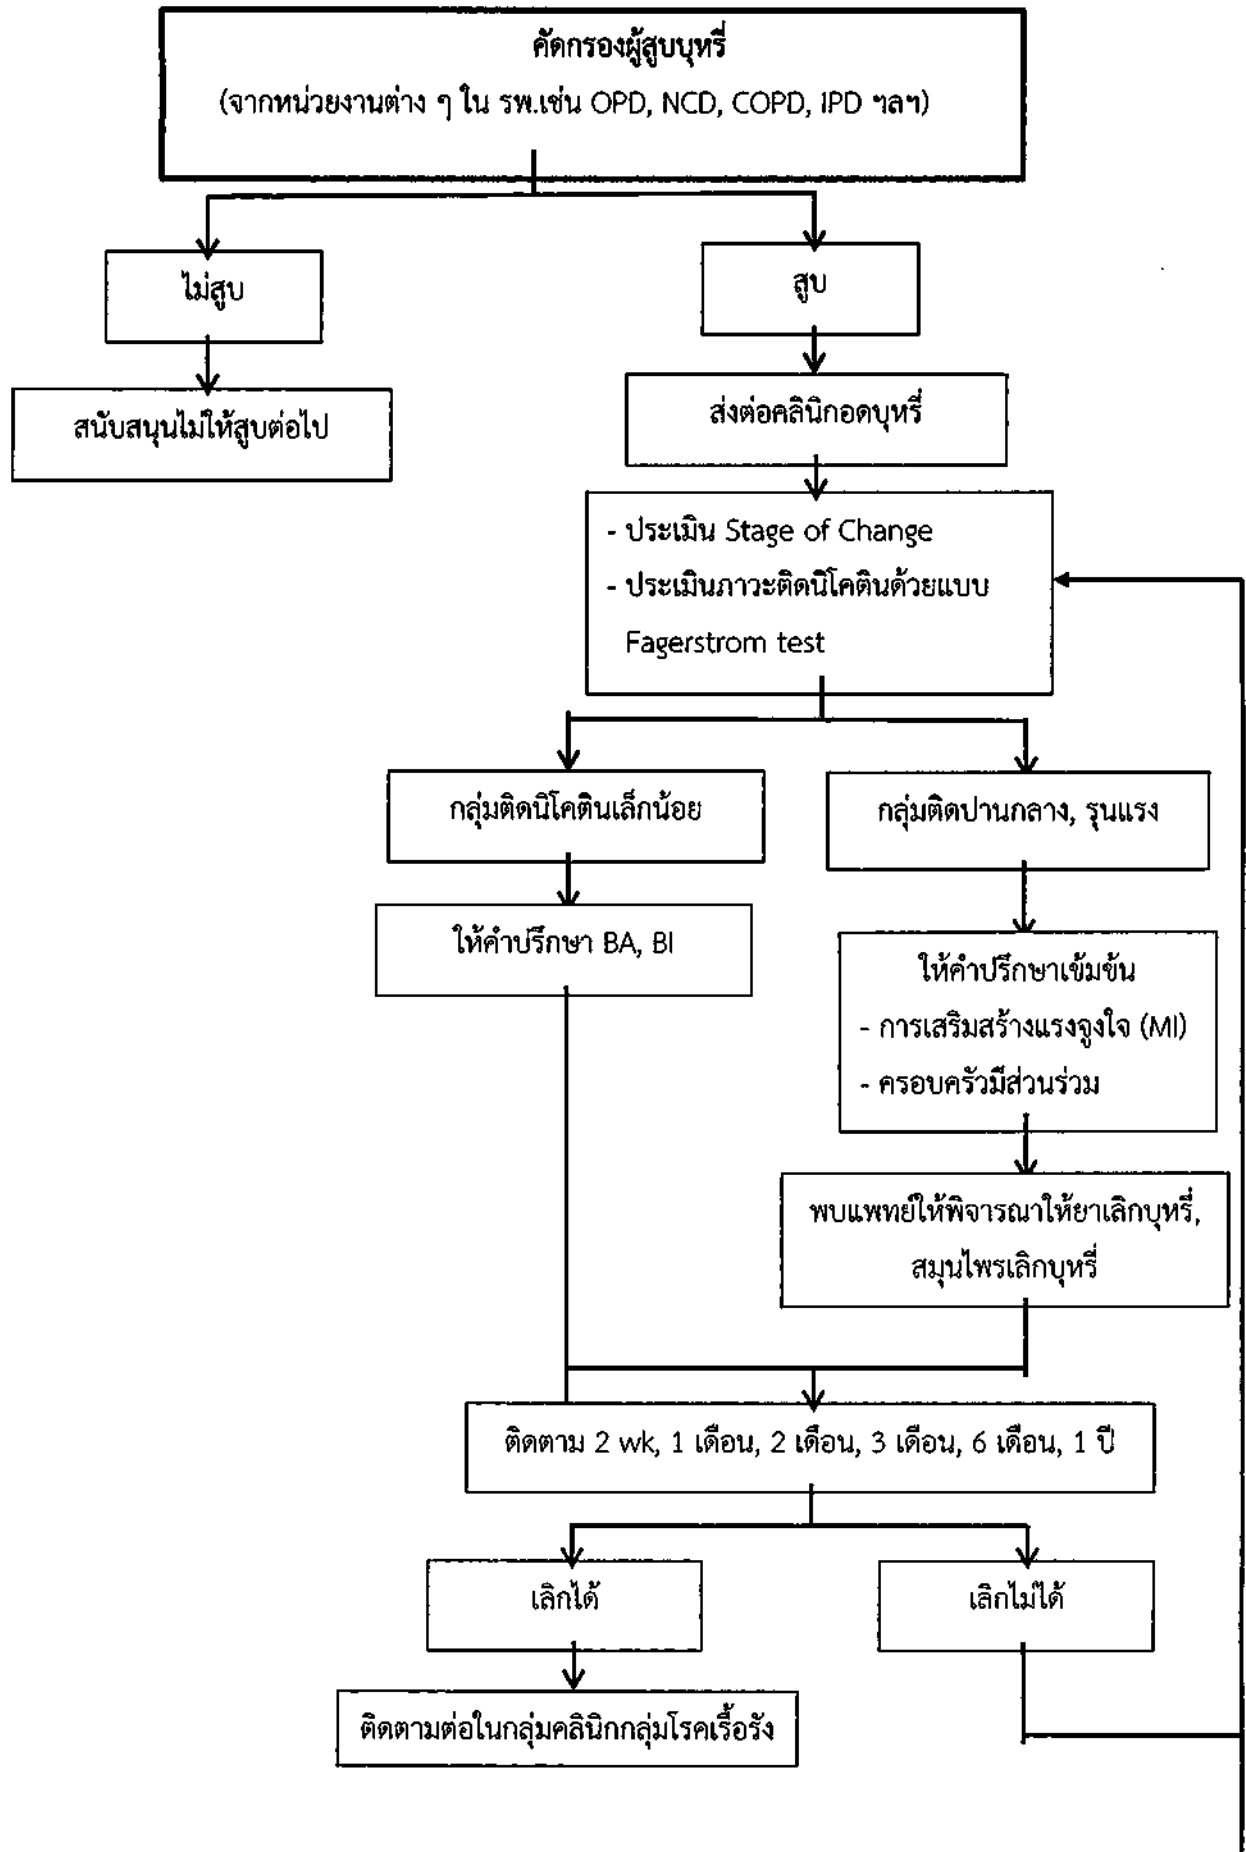 คัดกรองผู้สูบบุหรี่
(จากหน่วยงานต่าง ๆ ใน รพ.เช่น OPD, NCD, COPD, IPD ฯลฯ)
ไม่สูบ
สูบ
สนับสนุนไม่ให้สูบต่อไป
ส่งต่อคลินิกอดบุหรี่
- ประเมิน Stage of Change
- ประเมินภาวะติดนิโคตินด้วยแบบ
Fagerstrom test
กลุ่มติดนิโคตินเล็กน้อย
กลุ่มติดปานกลาง, รุนแรง
ให้คำปรึกษา BA, BI
ให้คำปรึกษาเข้มข้น
- การเสริมสร้างแรงจูงใจ (MI)
- ครอบครัวมีส่วนร่วม
พบแพทย์ให้พิจารณาให้ยาเลิกบุหรี่,
สมุนไพรเลิกบุหรี่
ติดตาม 2 wk, 1 เดือน, 2 เดือน, 3 เดือน, 6 เดือน, 1 ปี
เลิกได้
เลิกไม่ได้
ติดตามต่อในกลุ่มคลินิกกลุ่มโรคเรื้อรัง